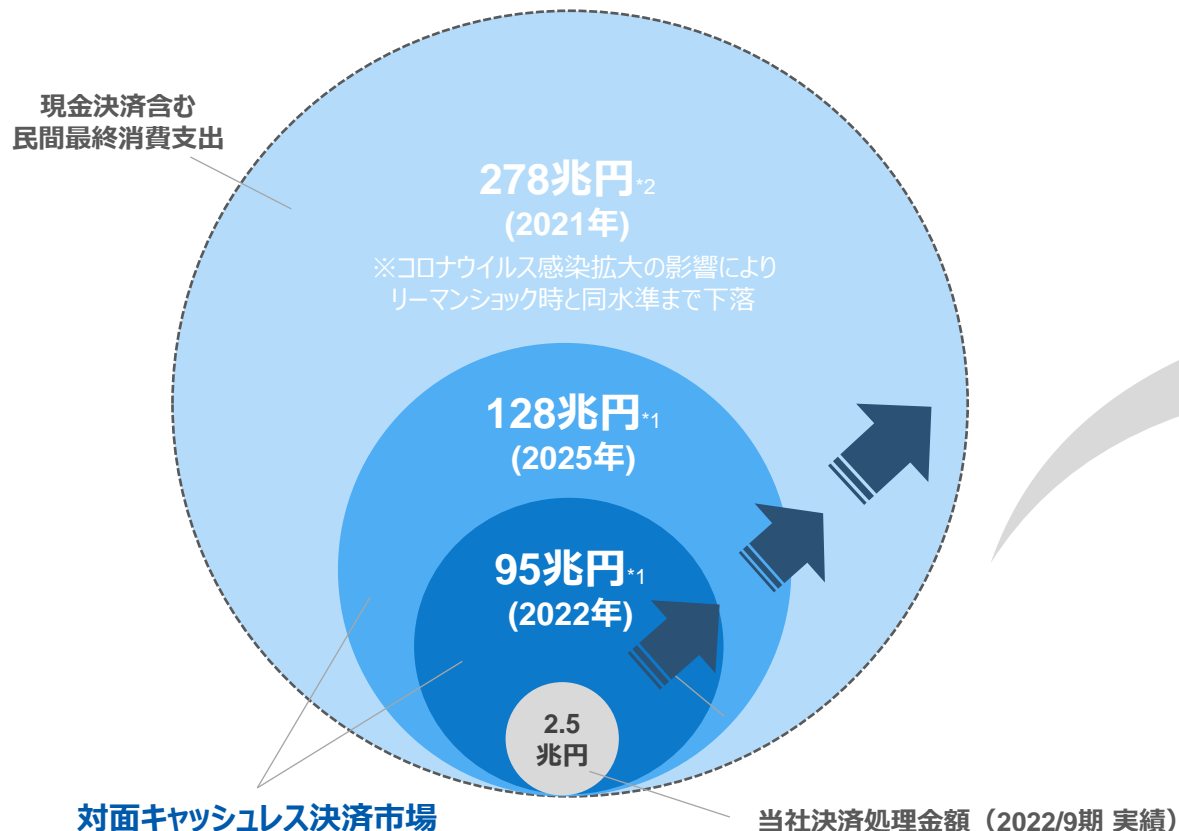 現金決済含む
民間最終消費支出
278兆円*2
(2021年)
※コロナウイルス感染拡大の影響により
リーマンショック時と同水準まで下落
128兆円*1
(2025年)
95兆円*1
(2022年)
2.5
兆円
対面キャッシュレス決済市場
当社決済処理金額（2022/9期 実績）